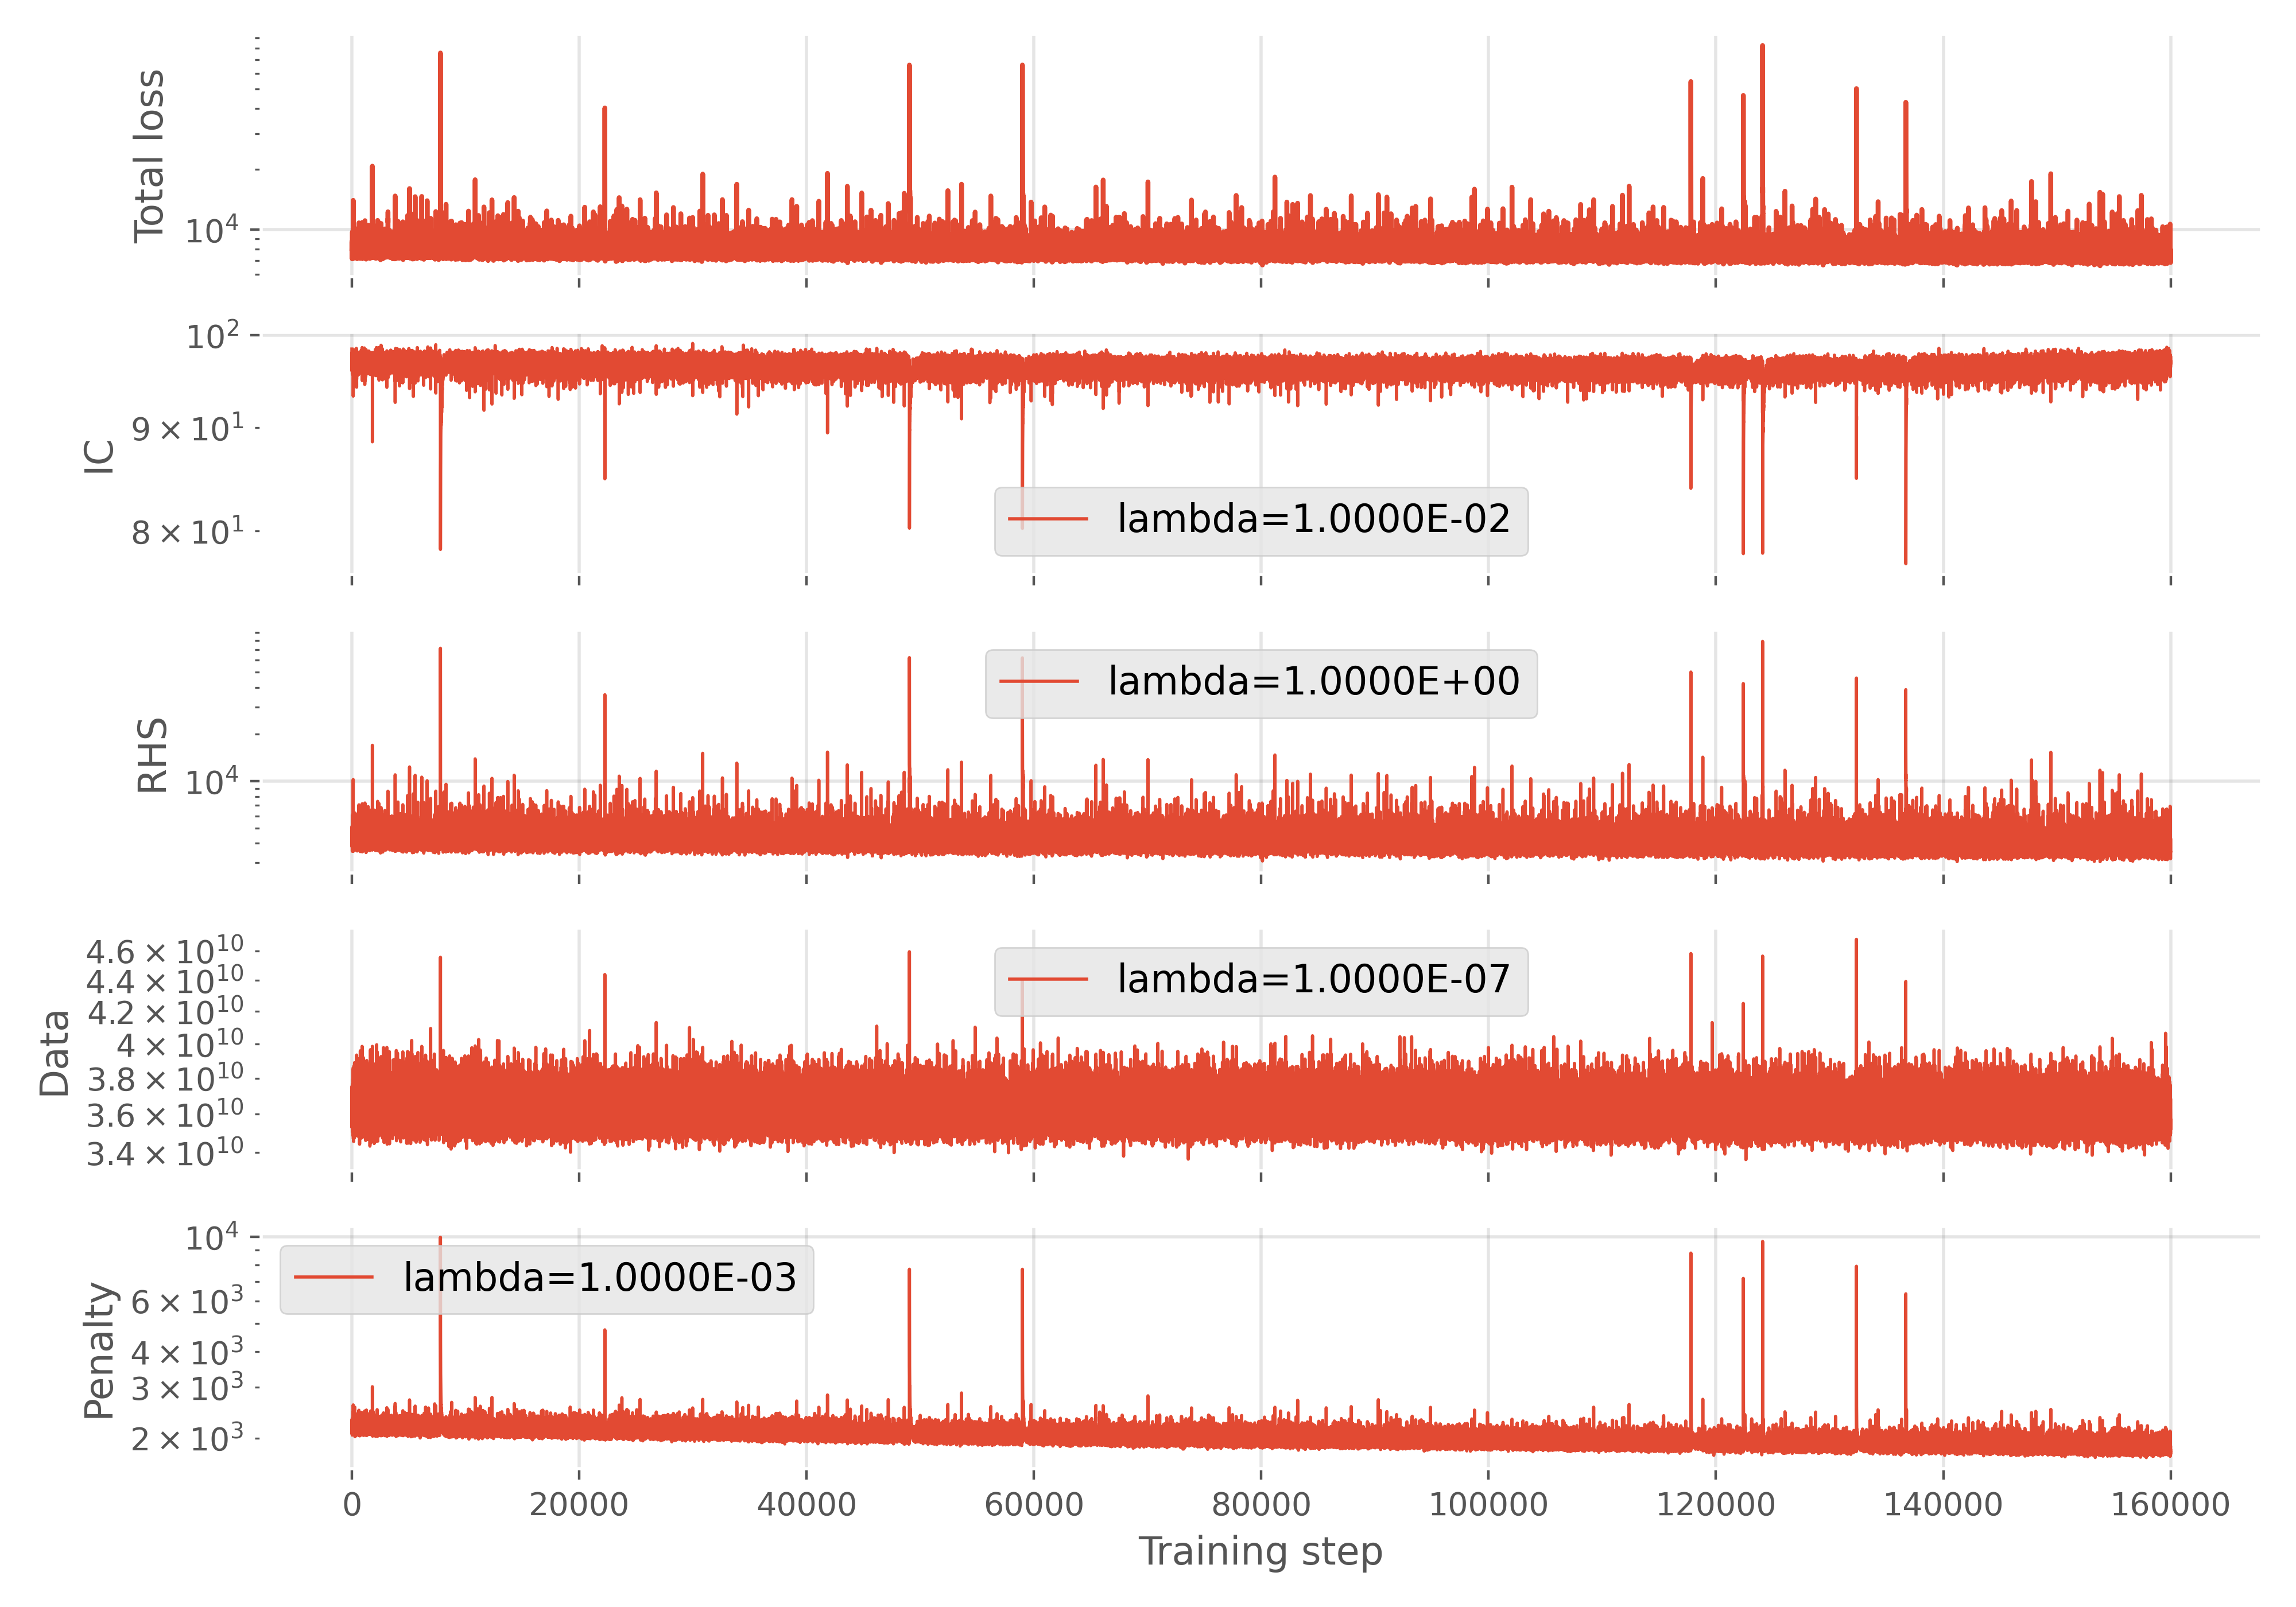 Total loss
10^4
IC
10^2
9 × 10^1
8 × 10^1
lambda=1.0000E-02
RHS
10^4
lambda=1.0000E+00
Data
4.6 × 10^10
4.4 × 10^10
4.2 × 10^10
4 × 10^10
3.8 × 10^10
3.6 × 10^10
3.4 × 10^10
lambda=1.0000E-07
Penalty
10^4
6 × 10^3
4 × 10^3
3 × 10^3
2 × 10^3
lambda=1.0000E-03
0 20000 40000 60000 80000 100000 120000 140000 160000
Training step